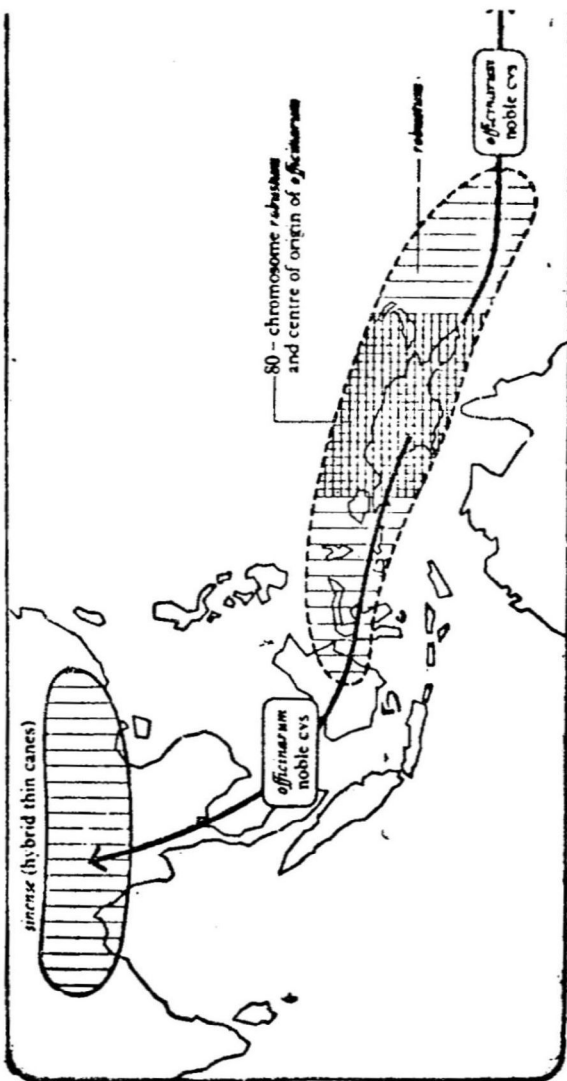 sinense (hybrid thin canes)
officinarum
noble cvs
80 – chromosome robustum
and centre of origin of officinarum
robustum
officinarum
noble cvs